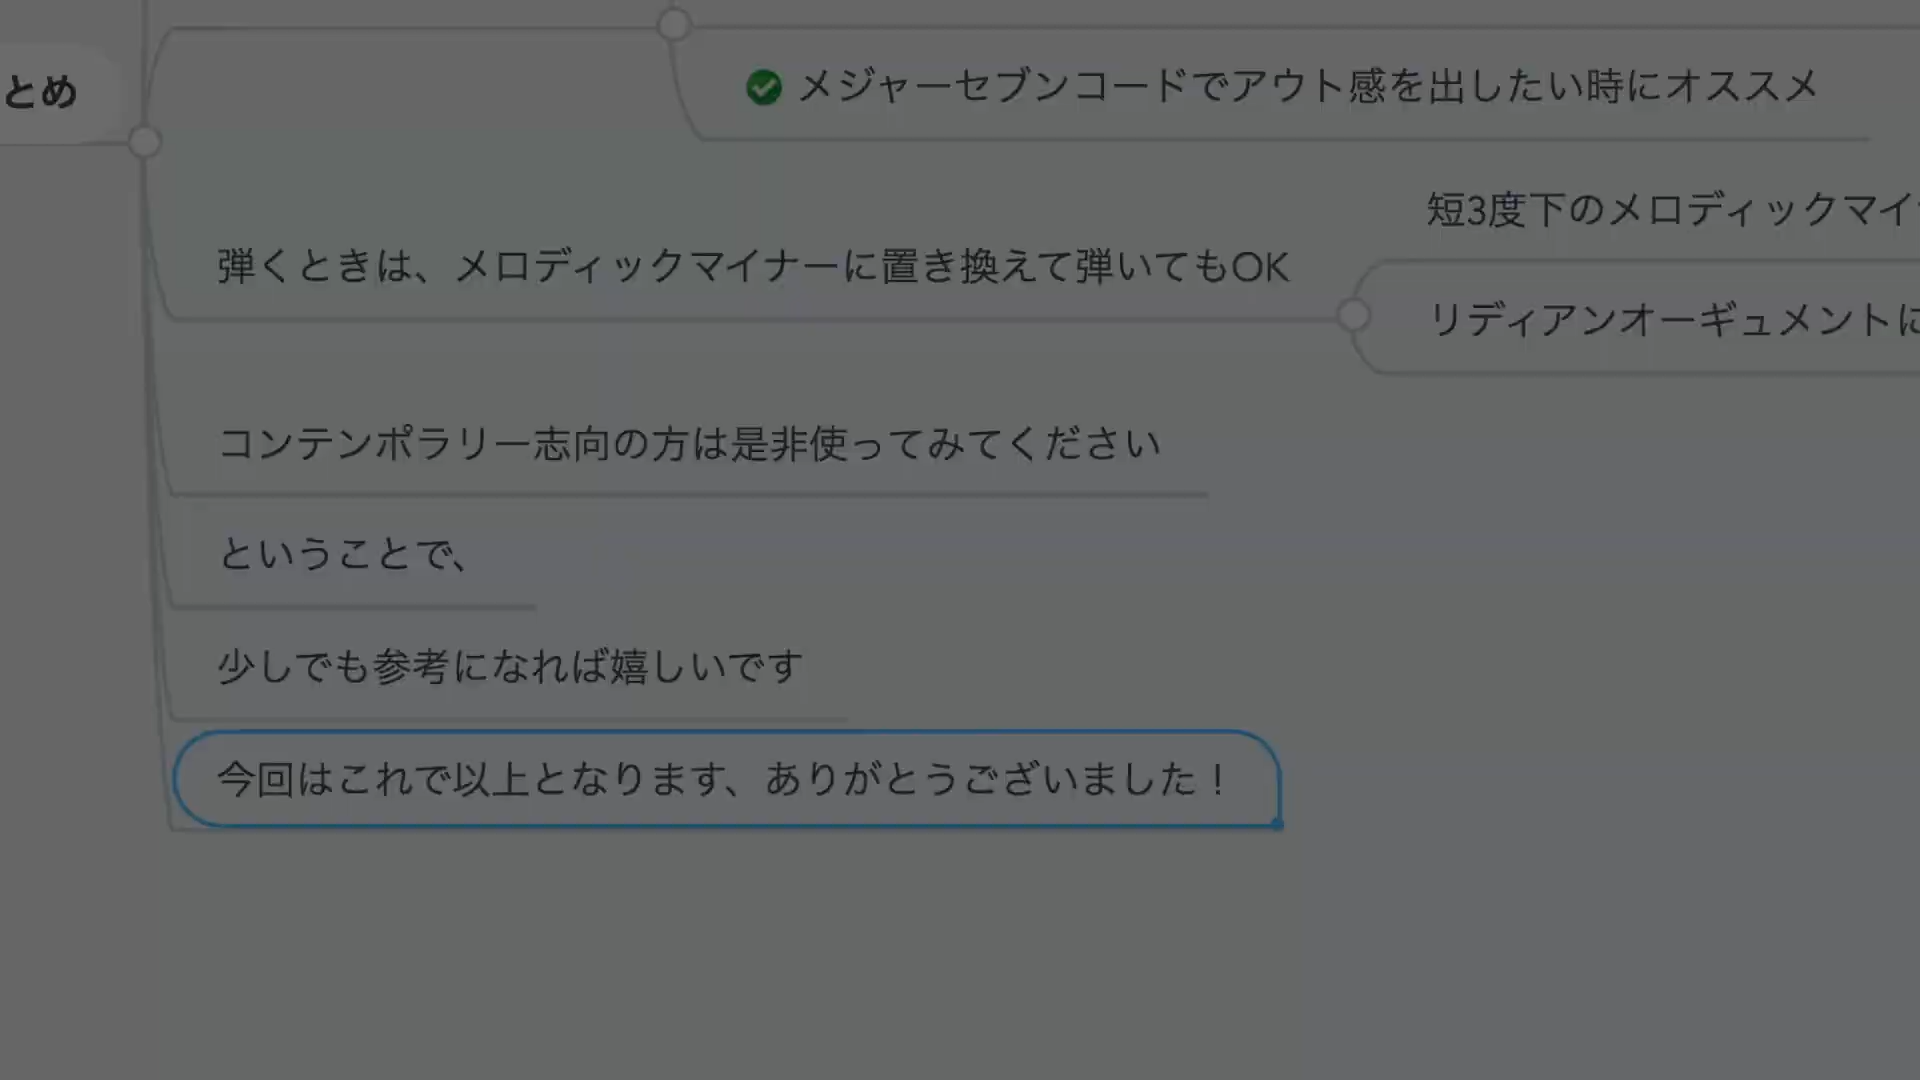 とめ
メジャーセブンコードでアウト感を出したい時にオススメ
弾くときは、メロディックマイナーに置き換えて弾いてもOK
短3度下のメロディックマイ
リディアンオーギュメントに
コンテンポラリー志向の方は是非使ってみてください
ということで、
少しでも参考になれば嬉しいです
今回はこれで以上となります、ありがとうございました！